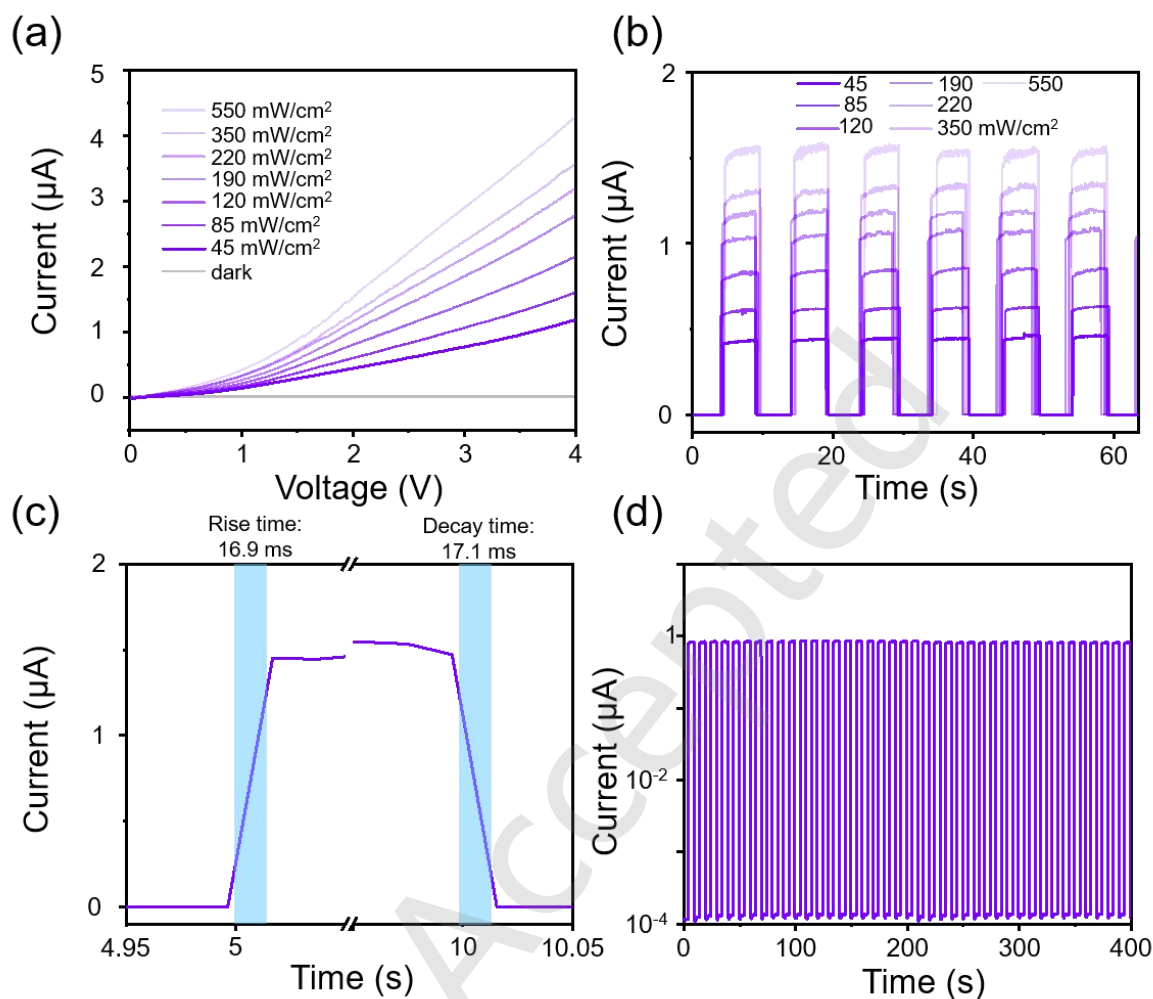 (a)
5
4
3
2
1
0
Current (µA)
550 mW/cm²
350 mW/cm²
220 mW/cm²
190 mW/cm²
120 mW/cm²
85 mW/cm²
45 mW/cm²
dark
0 1 2 3 4
Voltage (V)
(b)
2
1
0
Current (µA)
45 190 550
85 220
120 350 mW/cm²
0 20 40 60
Time (s)
(c)
Rise time:
16.9 ms
Decay time:
17.1 ms
2
1
0
Current (µA)
4.95 5 10 10.05
Time (s)
(d)
1
10⁻²
10⁻⁴
Current (µA)
0 100 200 300 400
Time (s)
Accepted